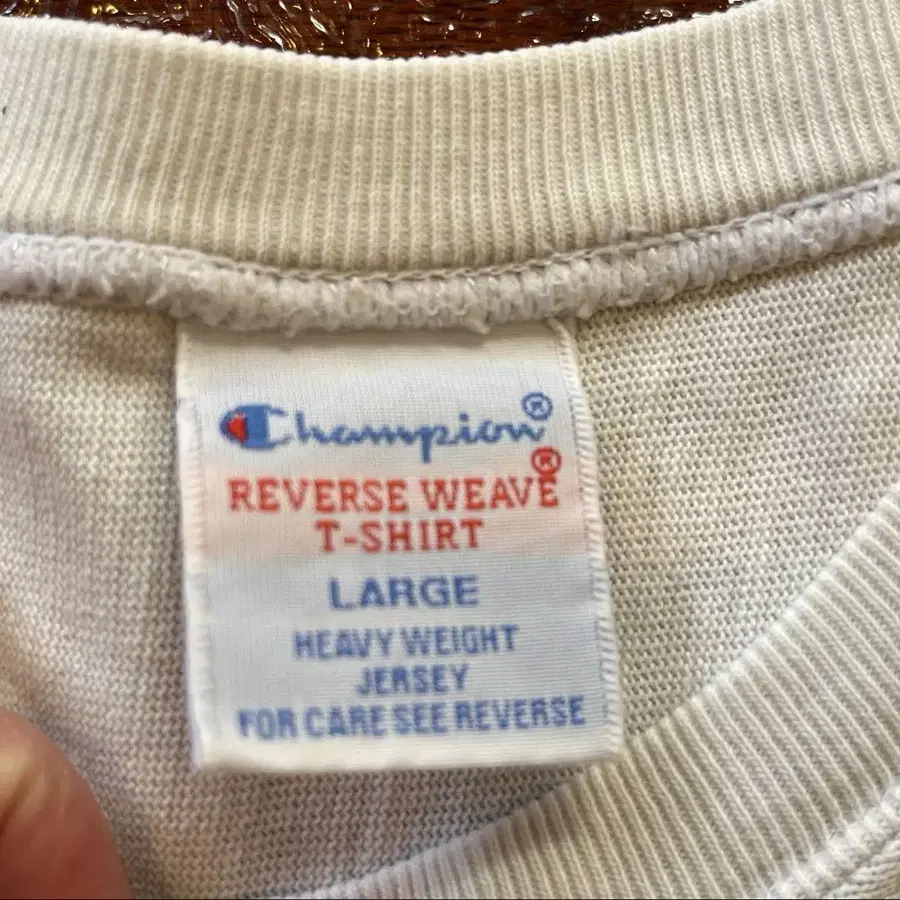 Champion®
REVERSE WEAVE®
T-SHIRT
LARGE
HEAVY WEIGHT
JERSEY
FOR CARE SEE REVERSE